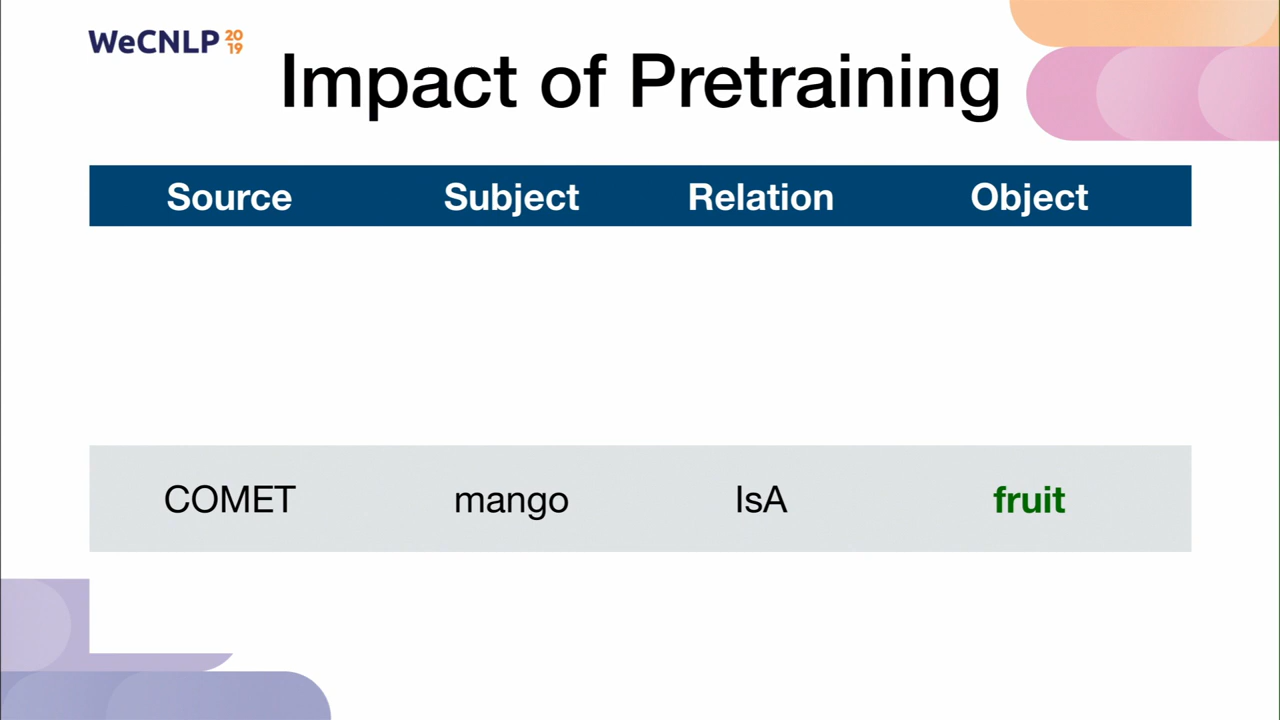 WeCNLP 2019
Impact of Pretraining
Source Subject Relation Object
COMET mango IsA fruit